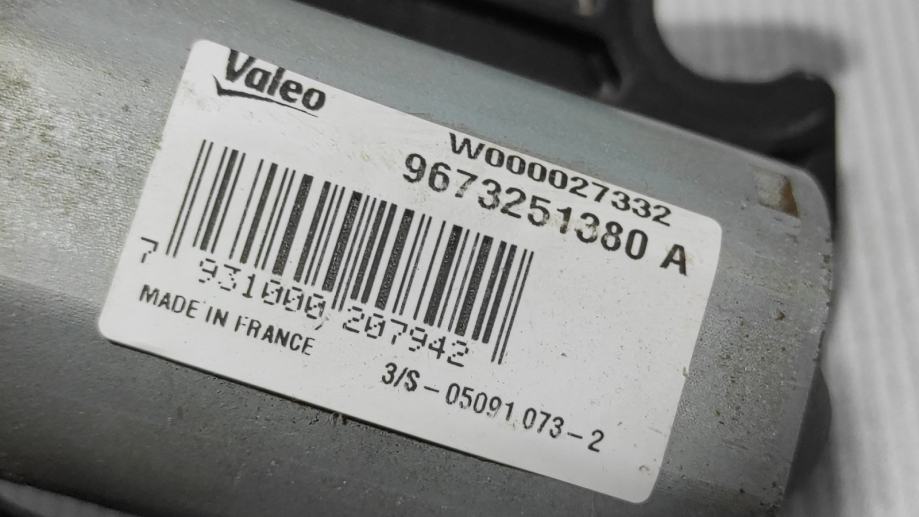 Valeo
W000027332
9673251380 A
7 931000 207942
MADE IN FRANCE
3/S-05091.073-2